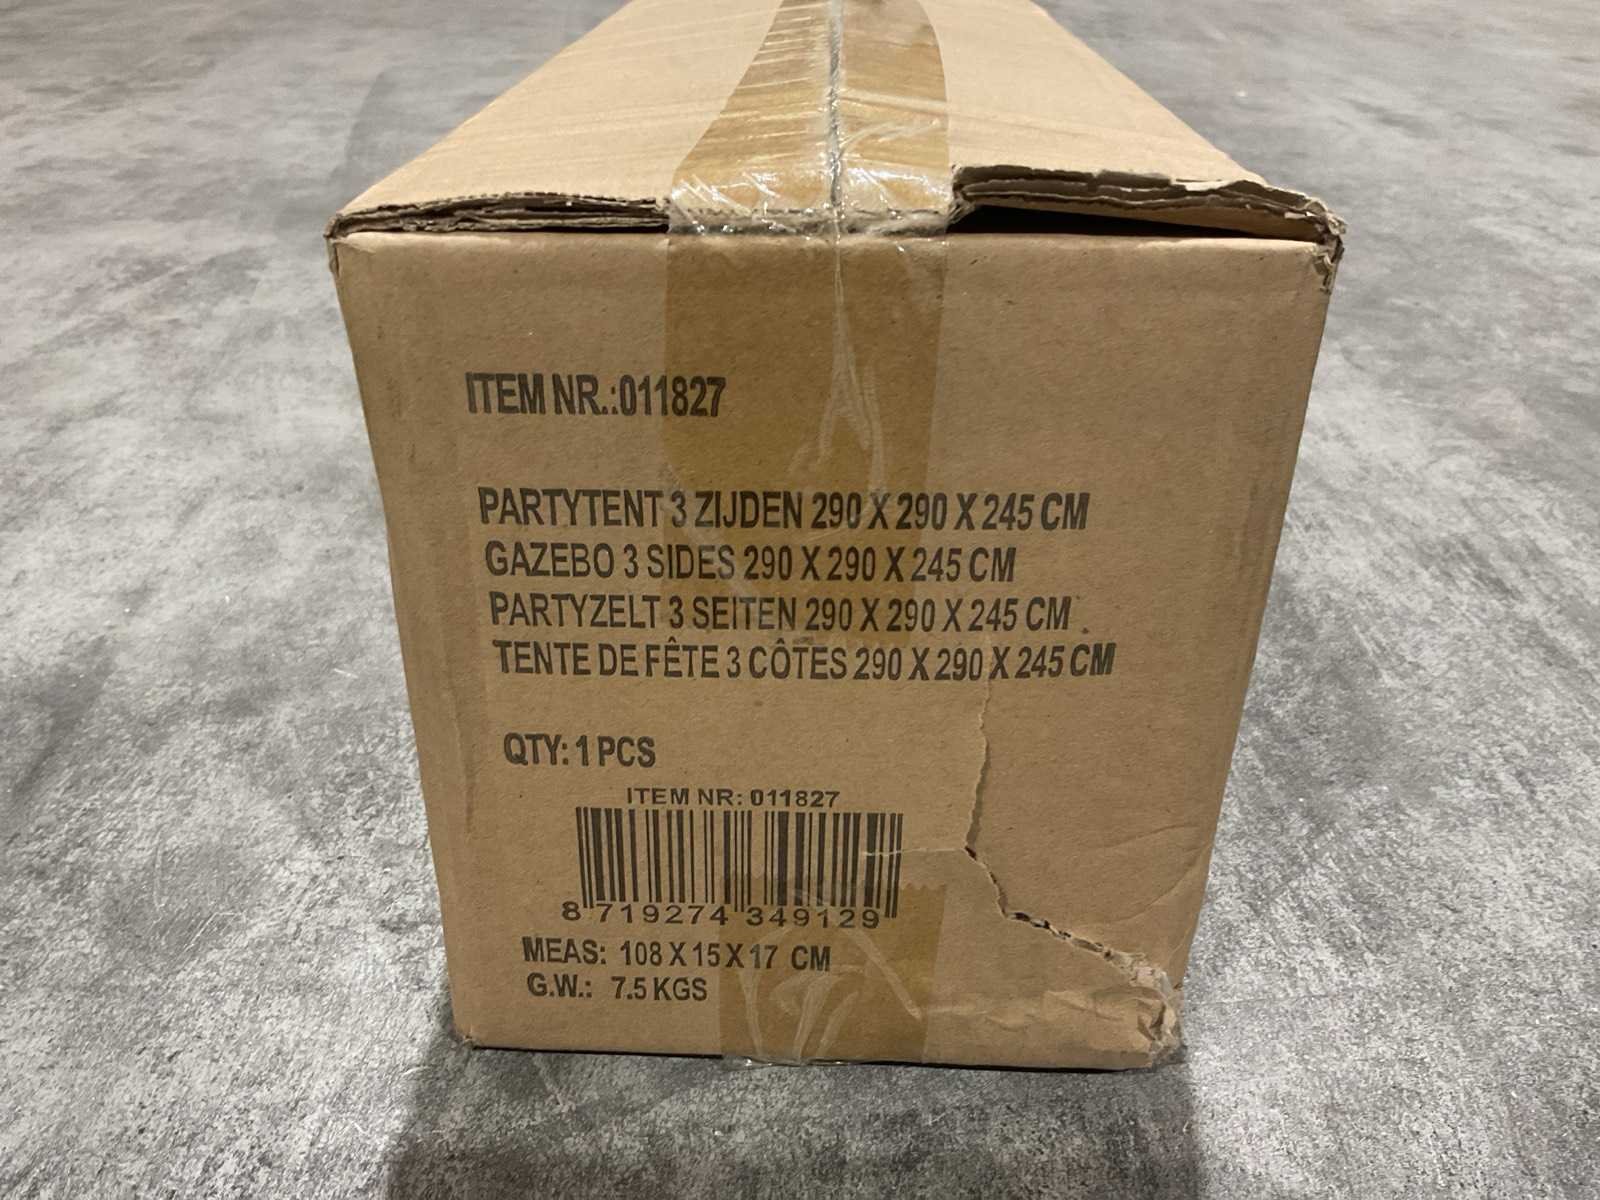 ITEM NR.:011827
PARTYTENT 3 ZIJDEN 290 X 290 X 245 CM
GAZEBO 3 SIDES 290 X 290 X 245 CM
PARTYZELT 3 SEITEN 290 X 290 X 245 CM
TENTE DE FÊTE 3 CÔTES 290 X 290 X 245 CM
QTY: 1 PCS
ITEM NR: 011827
8 719274 349129
MEAS: 108 X 15 X 17 CM
G.W.: 7.5 KGS